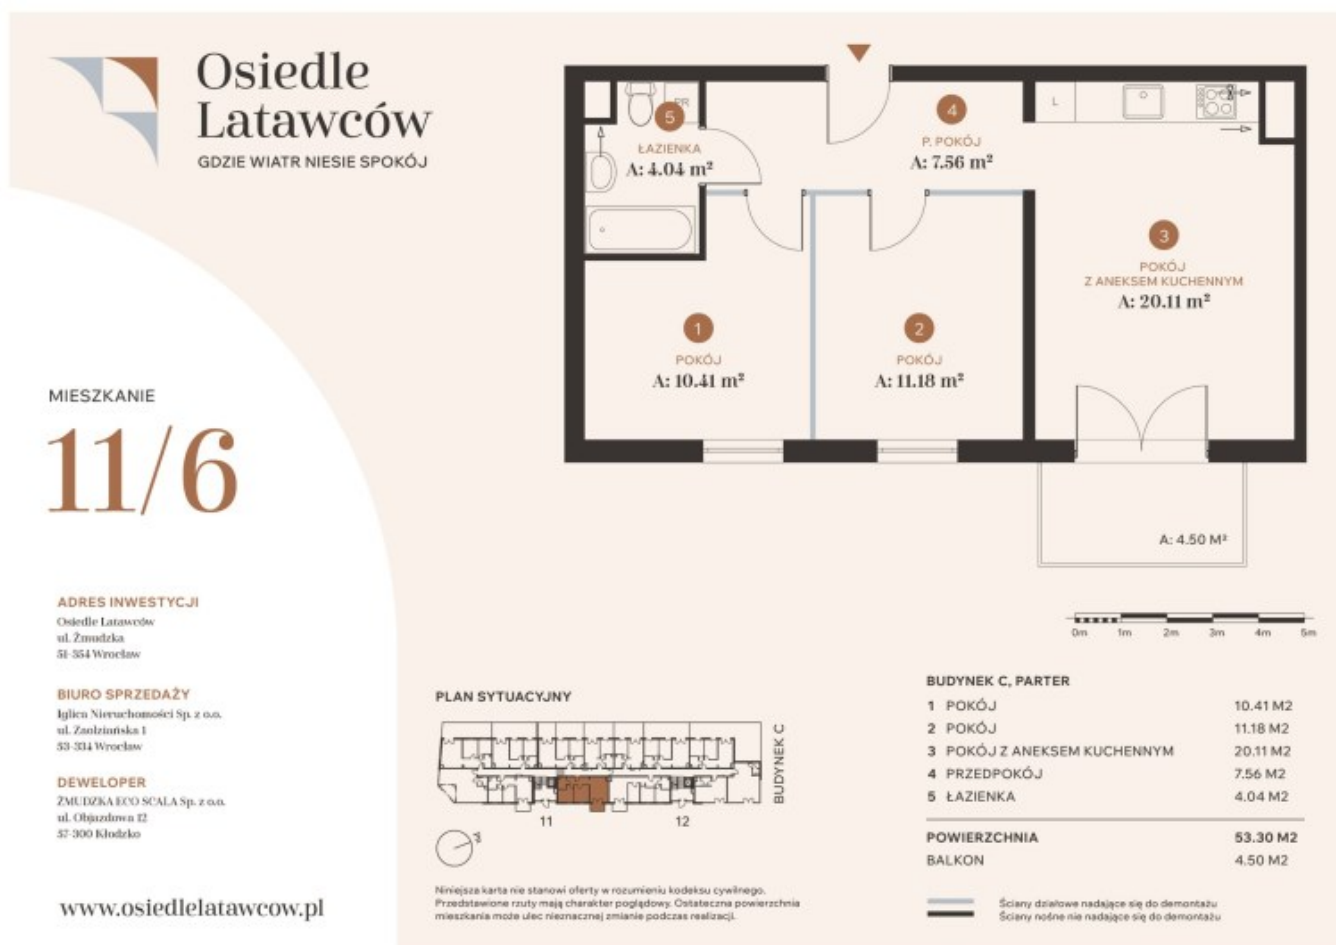 Osiedle
Latawców
GDZIE WIATR NIESIE SPOKÓJ
MIESZKANIE
11/6
ADRES INWESTYCJI
Osiedle Latawców
ul. Żmudzka
51-354 Wrocław
BIURO SPRZEDAŻY
Iglica Nieruchomości Sp. z o.o.
ul. Zaolziańska 1
53-334 Wrocław
DEWELOPER
ŻMUDZKA ECO SCALA Sp. z o.o.
ul. Objazdowa 12
57-300 Kłodzko
www.osiedlelatawcow.pl
PR
5
ŁAZIENKA
A: 4.04 m²
4
P. POKÓJ
A: 7.56 m²
L
3
POKÓJ
Z ANEKSEM KUCHENNYM
A: 20.11 m²
1
POKÓJ
A: 10.41 m²
2
POKÓJ
A: 11.18 m²
A: 4.50 M²
0m 1m 2m 3m 4m 5m
PLAN SYTUACYJNY
BUDYNEK C
11 12
Niniejsza karta nie stanowi oferty w rozumieniu kodeksu cywilnego.
Przedstawione rzuty mają charakter poglądowy. Ostateczna powierzchnia
mieszkania może ulec nieznacznej zmianie podczas realizacji.
BUDYNEK C, PARTER
1 POKÓJ 10.41 M2
2 POKÓJ 11.18 M2
3 POKÓJ Z ANEKSEM KUCHENNYM 20.11 M2
4 PRZEDPOKÓJ 7.56 M2
5 ŁAZIENKA 4.04 M2
POWIERZCHNIA 53.30 M2
BALKON 4.50 M2
Ściany działowe nadające się do demontażu
Ściany nośne nie nadające się do demontażu